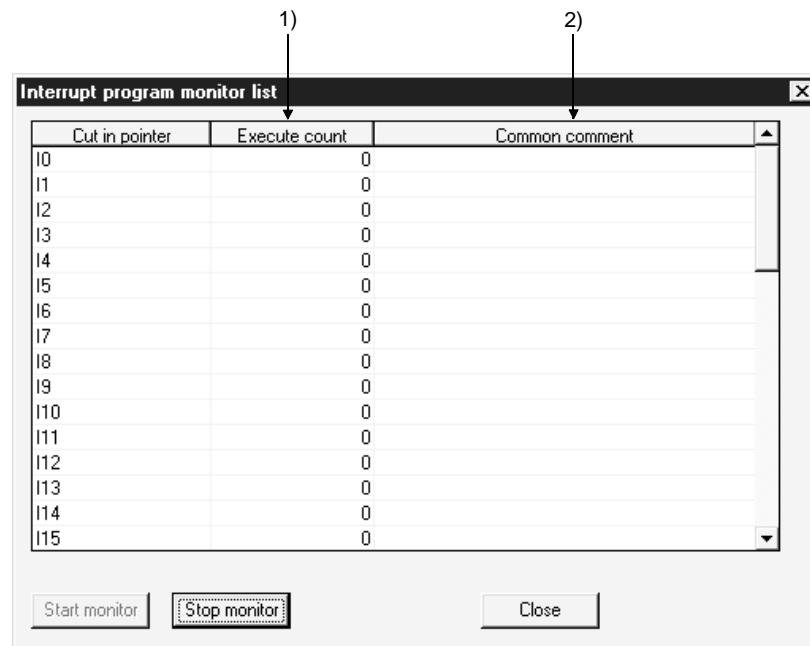 1) 2)
Interrupt program monitor list
Cut in pointer Execute count Common comment
I0 0
I1 0
I2 0
I3 0
I4 0
I5 0
I6 0
I7 0
I8 0
I9 0
I10 0
I11 0
I12 0
I13 0
I14 0
I15 0
Start monitor Stop monitor Close